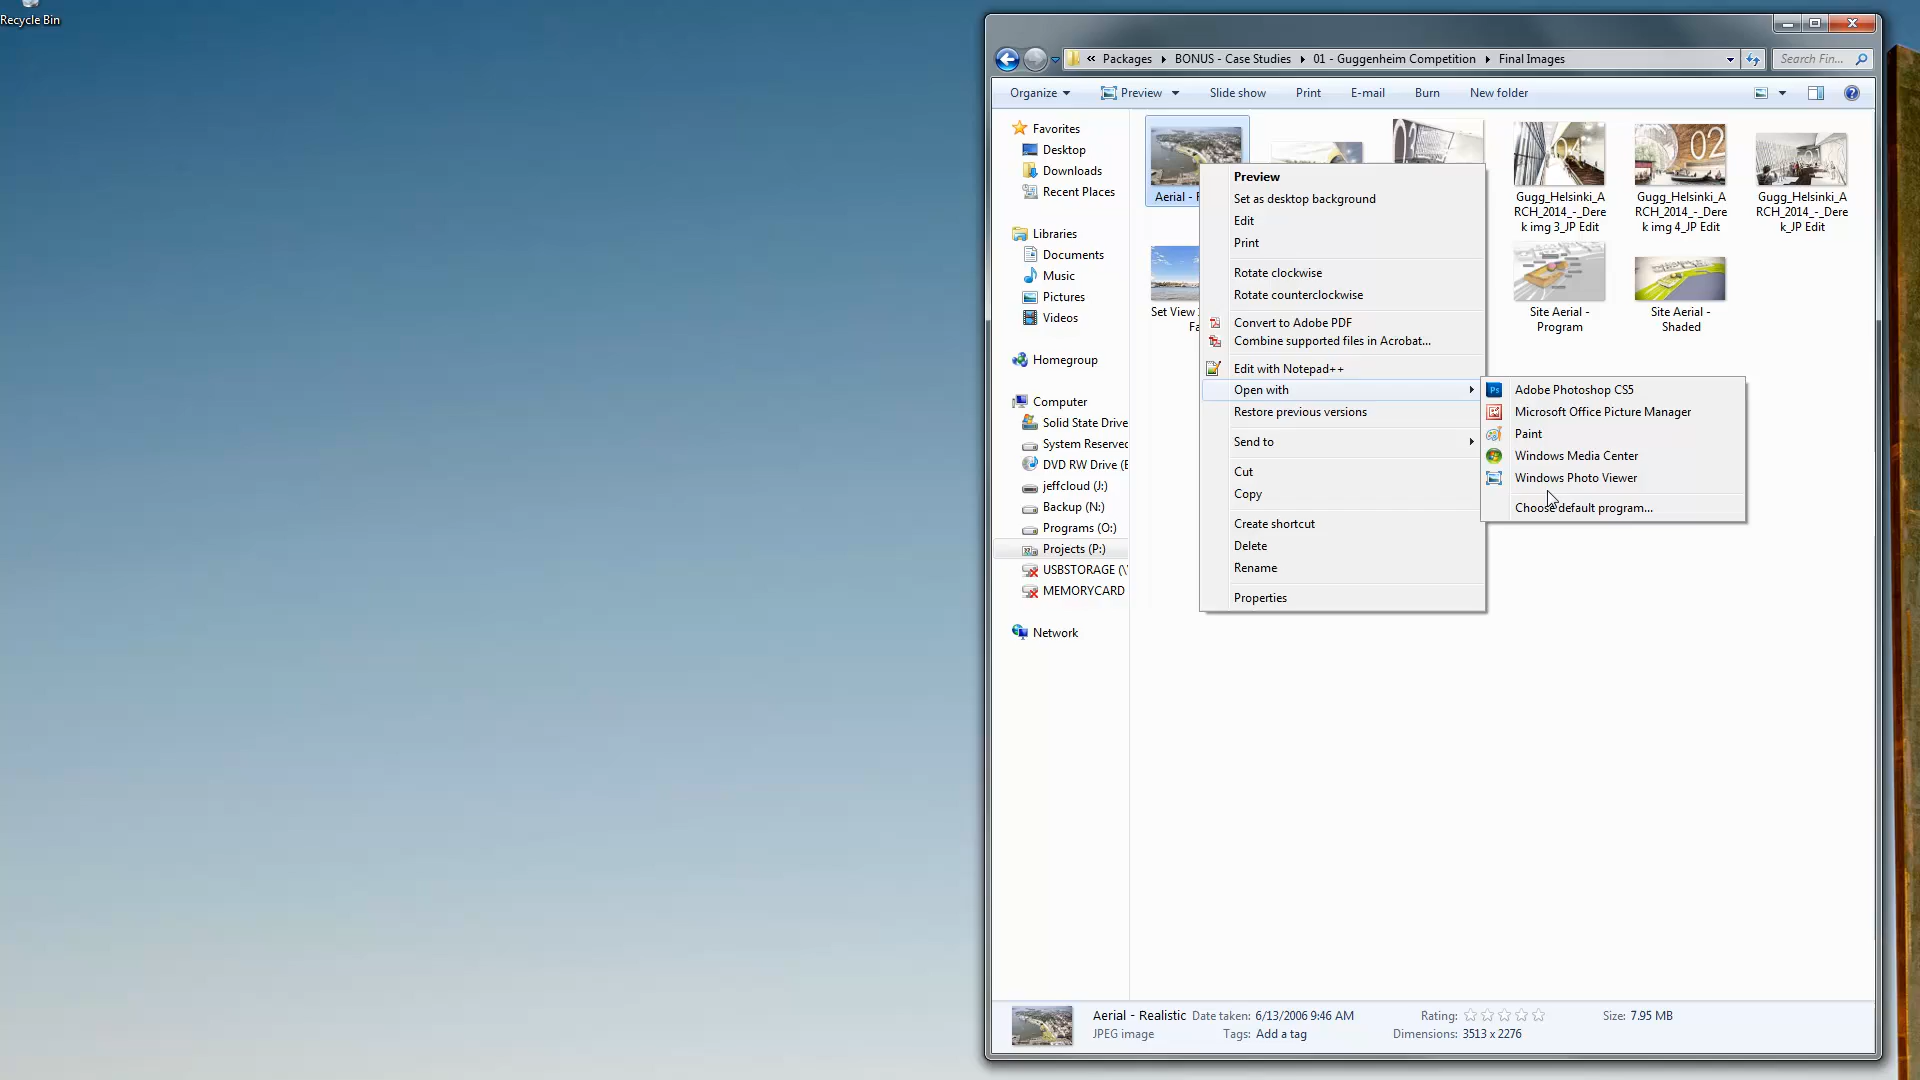 Recycle Bin
« Packages BONUS - Case Studies 01 - Guggenheim Competition Final Images
Search Fin...
Organize Preview Slide show Print E-mail Burn New folder
Favorites
Desktop
Downloads
Recent Places
Libraries
Documents
Music
Pictures
Videos
Homegroup
Computer
Solid State Drive
System Reserved
DVD RW Drive (E
jeffcloud (J:)
Backup (N:)
Programs (O:)
Projects (P:)
USBSTORAGE (\\
MEMORYCARD
Network
Aerial - R
04
02
Gugg_Helsinki_A
RCH_2014_-_Dere
k img 3_JP Edit
Gugg_Helsinki_A
RCH_2014_-_Dere
k img 4_JP Edit
Gugg_Helsinki_A
RCH_2014_-_Dere
k_JP Edit
Set View
Fa
Site Aerial -
Program
Site Aerial -
Shaded
Preview
Set as desktop background
Edit
Print
Rotate clockwise
Rotate counterclockwise
Convert to Adobe PDF
Combine supported files in Acrobat...
Edit with Notepad++
Open with
Restore previous versions
Send to
Cut
Copy
Create shortcut
Delete
Rename
Properties
Adobe Photoshop CS5
Microsoft Office Picture Manager
Paint
Windows Media Center
Windows Photo Viewer
Choose default program...
Aerial - Realistic Date taken: 6/13/2006 9:46 AM Rating: Size: 7.95 MB
JPEG image Tags: Add a tag Dimensions: 3513 x 2276